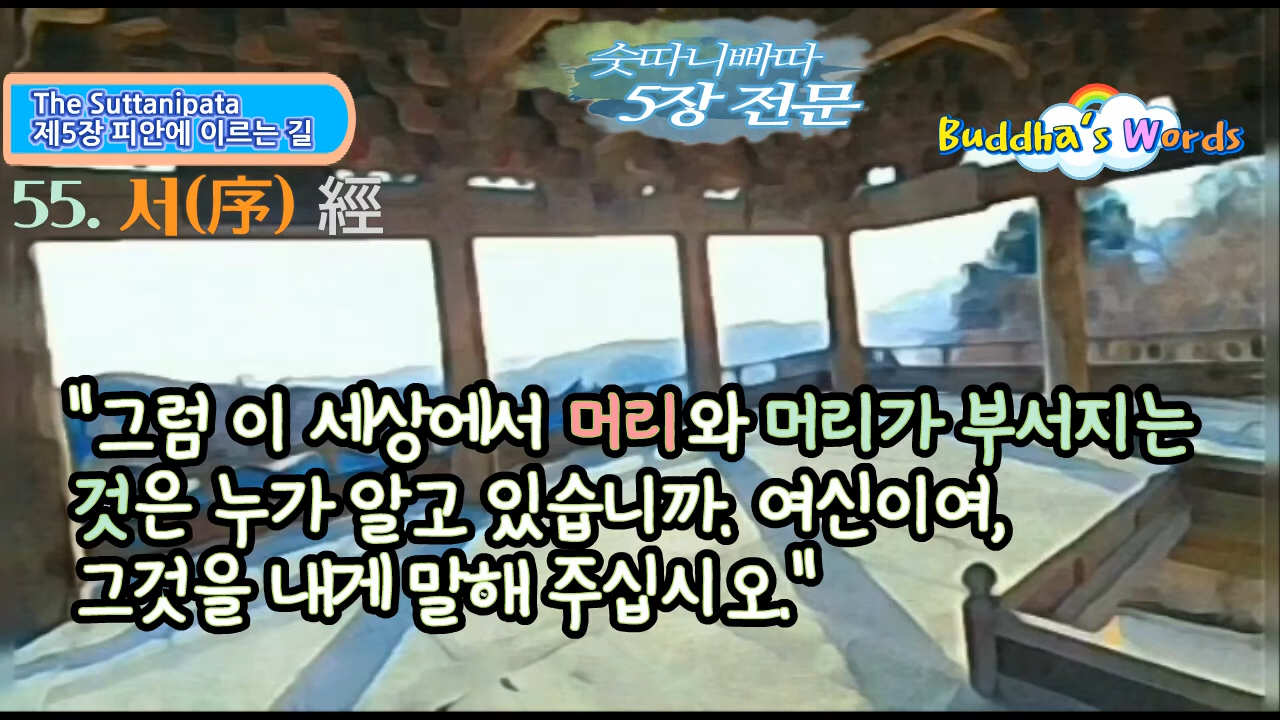 숫따니빠따
5장 전문
The Suttanipata
제5장 피안에 이르는 길
Buddha's Words
55. 서(序) 經
"그럼 이 세상에서 머리와 머리가 부서지는
것은 누가 알고 있습니까. 여신이여,
그것을 내게 말해 주십시오."